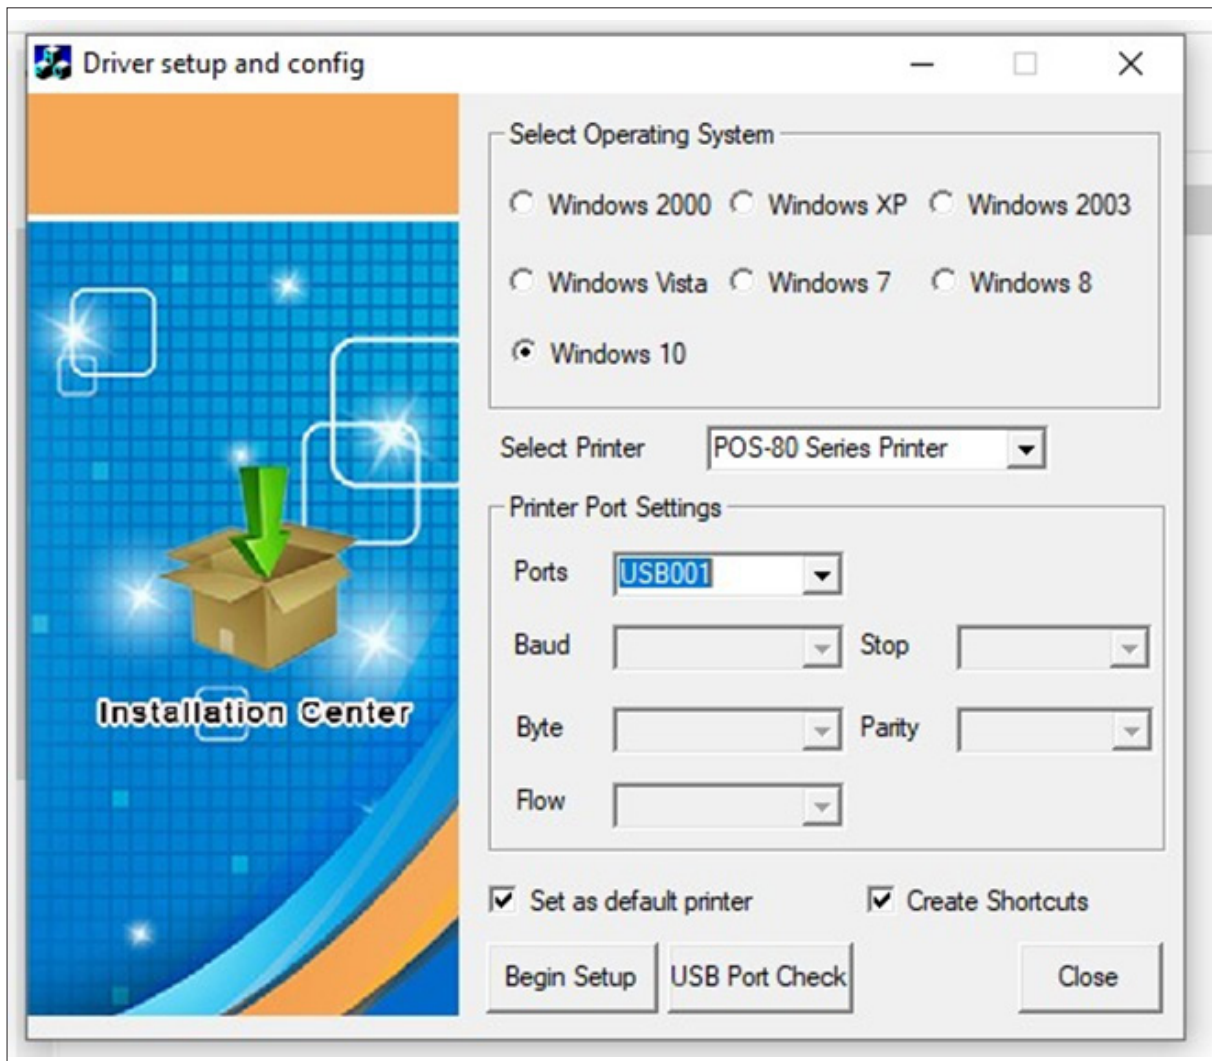 Driver setup and config
Select Operating System
Windows 2000 Windows XP Windows 2003
Windows Vista Windows 7 Windows 8
Windows 10
Select Printer POS-80 Series Printer
Printer Port Settings
Ports USB001
Baud Stop
Byte Parity
Flow
Installation Center
Set as default printer Create Shortcuts
Begin Setup USB Port Check Close